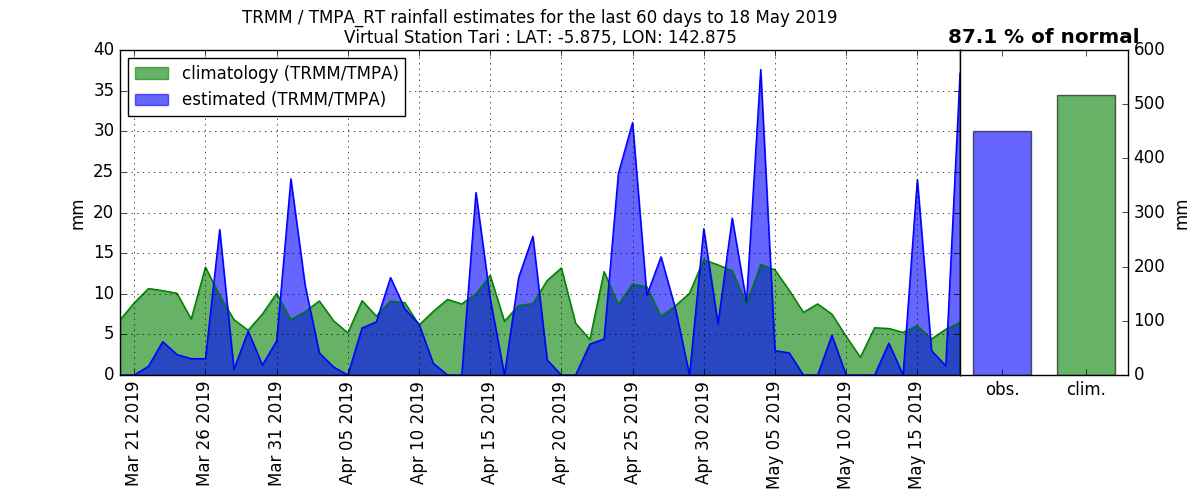 TRMM / TMPA_RT rainfall estimates for the last 60 days to 18 May 2019
Virtual Station Tari : LAT: -5.875, LON: 142.875
87.1 % of normal
climatology (TRMM/TMPA)
estimated (TRMM/TMPA)
40
35
30
25
20
15
10
5
0
mm
600
500
400
300
200
100
0
mm
obs.
clim.
Mar 21 2019
Mar 26 2019
Mar 31 2019
Apr 05 2019
Apr 10 2019
Apr 15 2019
Apr 20 2019
Apr 25 2019
Apr 30 2019
May 05 2019
May 10 2019
May 15 2019